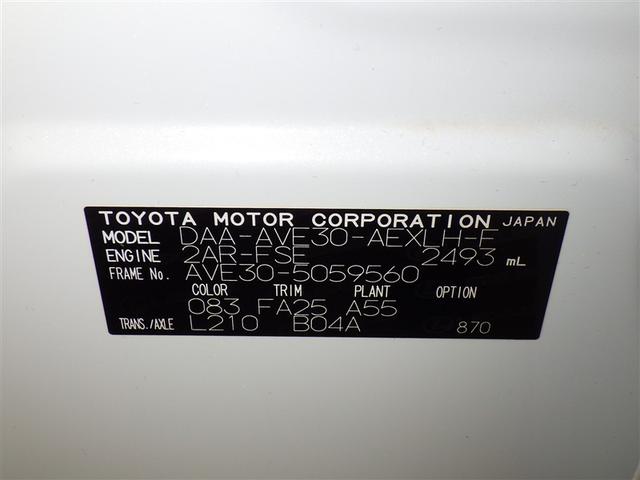 TOYOTA MOTOR CORPORATION JAPAN
MODEL DAA-AVE30-AEXLH-E
ENGINE 2AR-FSE 2493 mL
FRAME No. AVE30-5059560
COLOR TRIM PLANT OPTION
083 FA25 A55
TRANS./AXLE L210 B04A 870